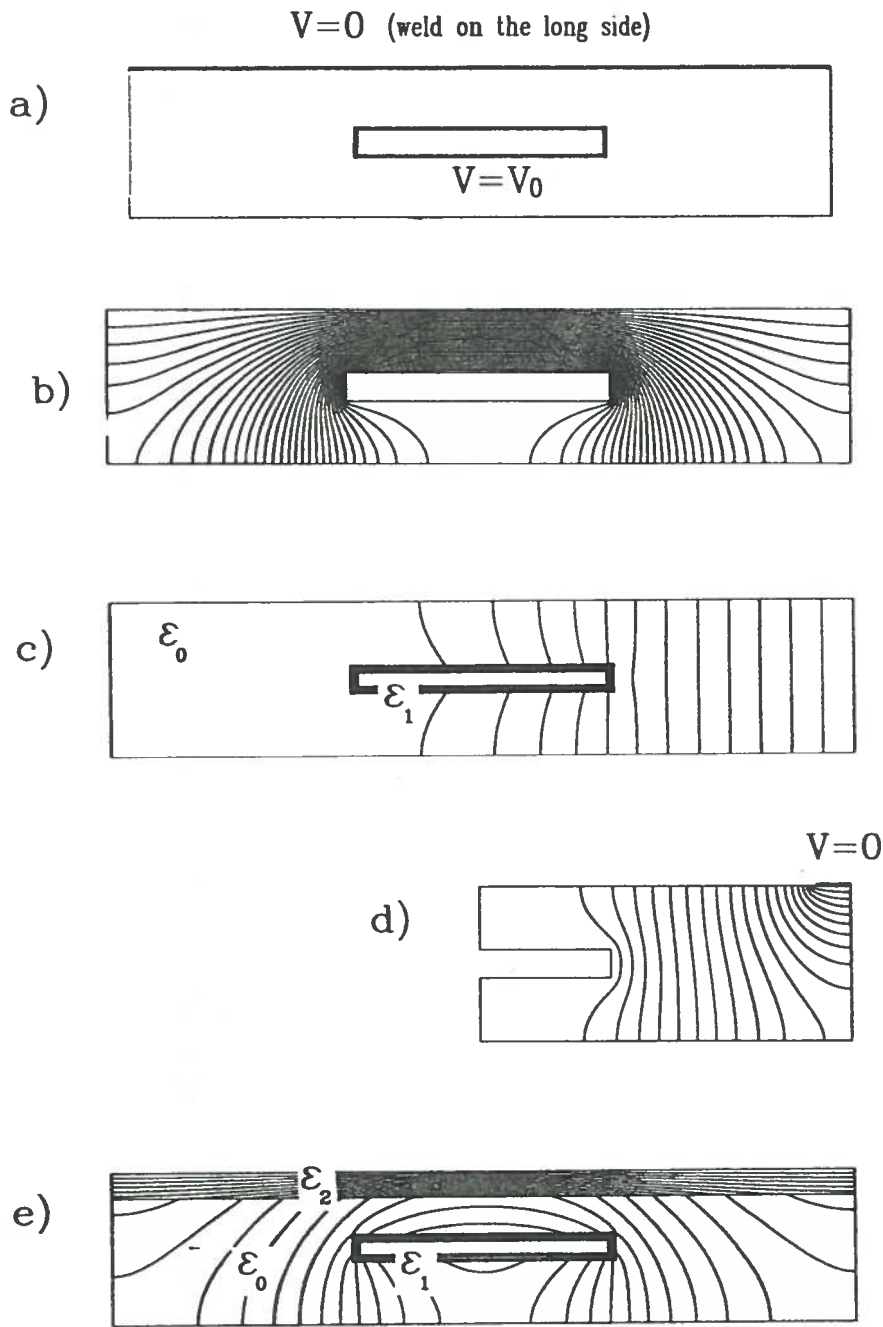 V=0 (weld on the long side)
a)
V=V₀
b)
c)
ε₀
ε₁
V=0
d)
e)
ε₂
ε₀
ε₁